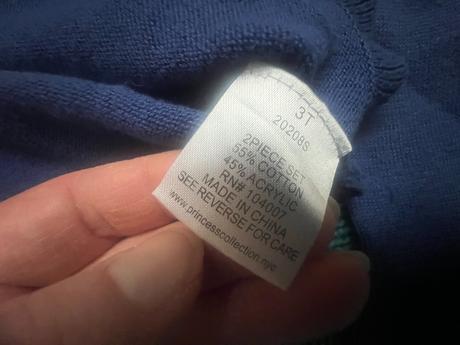 3T
20208S
2PIECE SET
55% COTTON
45% ACRYLIC
RN# 104007
MADE IN CHINA
SEE REVERSE FOR CARE
www.princesscollection.nyc